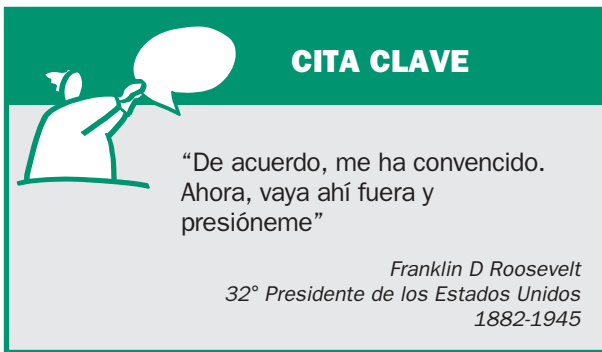 CITA CLAVE
“De acuerdo, me ha convencido.
Ahora, vaya ahí fuera y
presióneme”
Franklin D Roosevelt
32° Presidente de los Estados Unidos
1882-1945